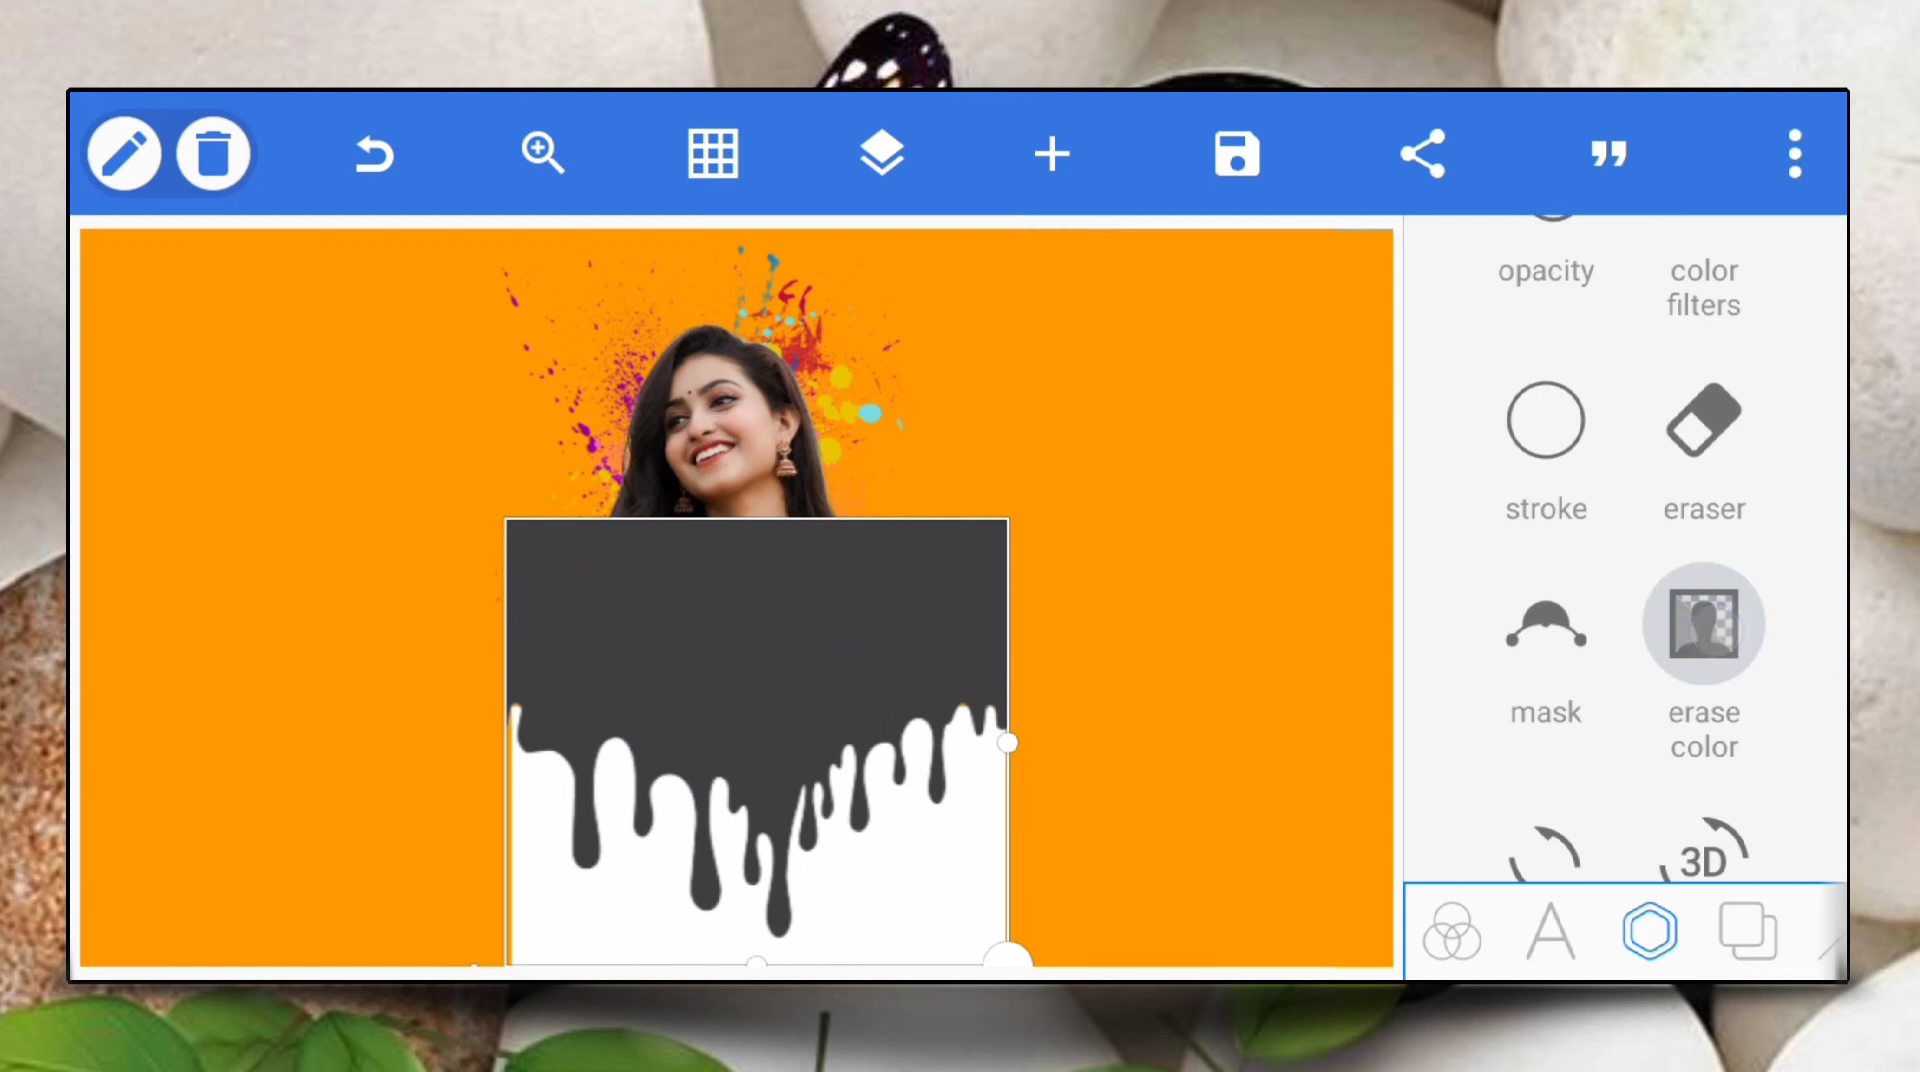 opacity
color
filters
stroke
eraser
mask
erase
color
3D
A